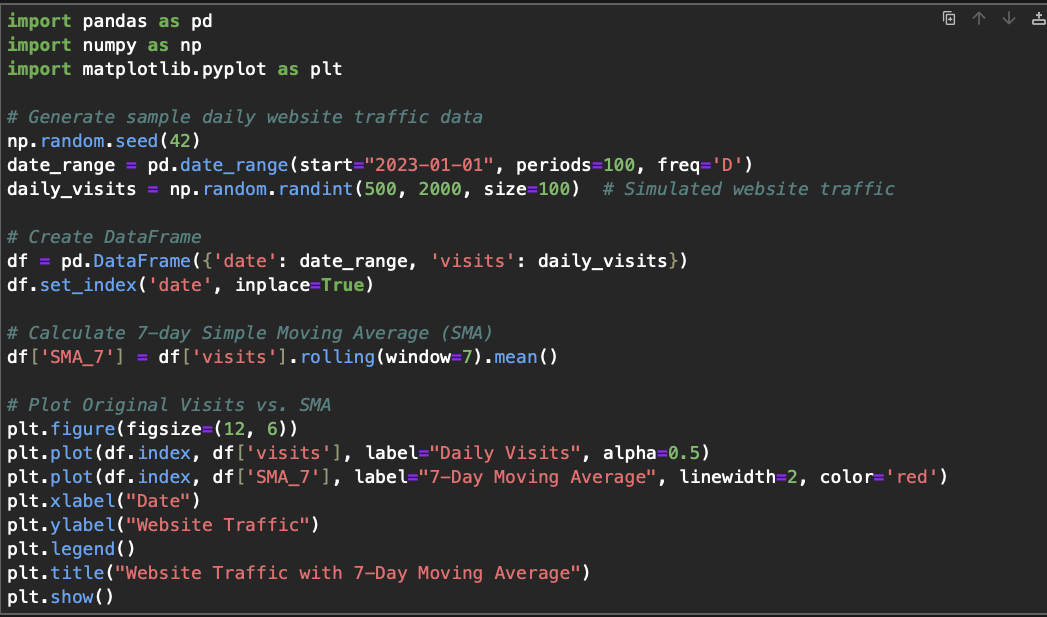 import pandas as pd
import numpy as np
import matplotlib.pyplot as plt

# Generate sample daily website traffic data
np.random.seed(42)
date_range = pd.date_range(start="2023-01-01", periods=100, freq='D')
daily_visits = np.random.randint(500, 2000, size=100)  # Simulated website traffic

# Create DataFrame
df = pd.DataFrame({'date': date_range, 'visits': daily_visits})
df.set_index('date', inplace=True)

# Calculate 7-day Simple Moving Average (SMA)
df['SMA_7'] = df['visits'].rolling(window=7).mean()

# Plot Original Visits vs. SMA
plt.figure(figsize=(12, 6))
plt.plot(df.index, df['visits'], label="Daily Visits", alpha=0.5)
plt.plot(df.index, df['SMA_7'], label="7-Day Moving Average", linewidth=2, color='red')
plt.xlabel("Date")
plt.ylabel("Website Traffic")
plt.legend()
plt.title("Website Traffic with 7-Day Moving Average")
plt.show()